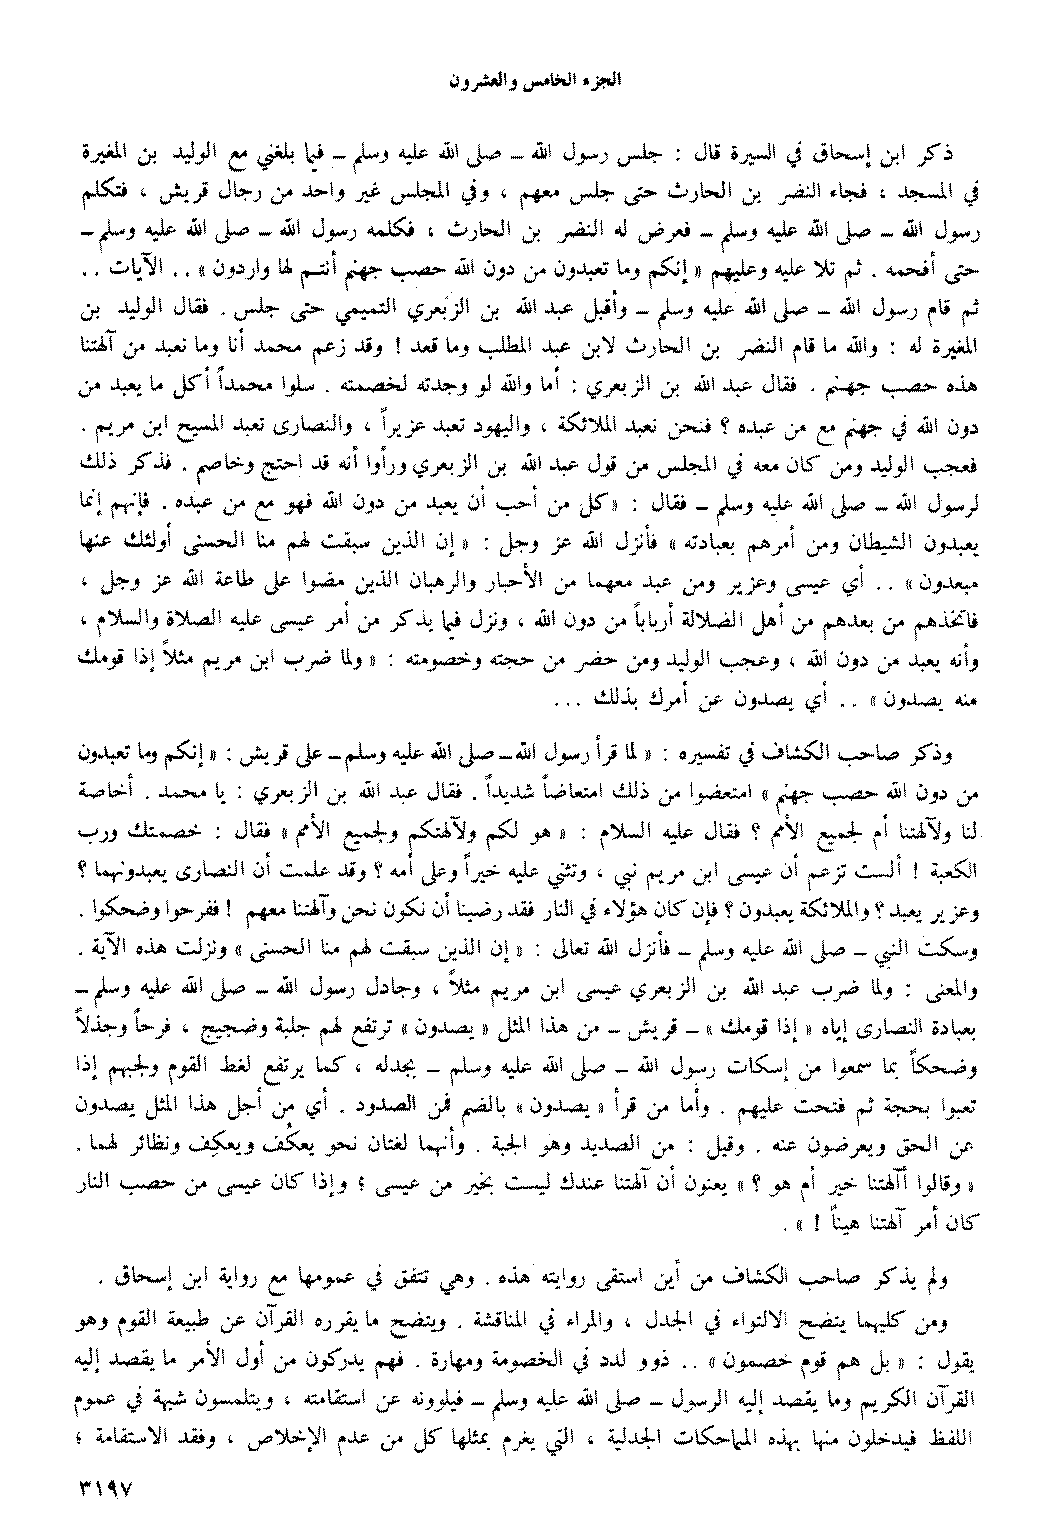 الجزء الخامس والعشرون
ذكر ابن إسحاق في السيرة قال : جلس رسول الله – صلى الله عليه وسلم – فيما بلغني مع الوليد بن المغيرة
في المسجد ، فجاء النضر بن الحارث حتى جلس معهم ، وفي المجلس غير واحد من رجال قريش ، فتكلم
رسول الله – صلى الله عليه وسلم – فعرض له النضر بن الحارث ، فكلمه رسول الله – صلى الله عليه وسلم –
حتى أفحمه . ثم تلا عليه وعليهم « إنكم وما تعبدون من دون الله حصب جهنم أنتم لها واردون » .. الآيات ..
ثم قام رسول الله – صلى الله عليه وسلم – وأقبل عبد الله بن الزبعري التميمي حتى جلس . فقال الوليد بن
المغيرة له : والله ما قام النضر بن الحارث لابن عبد المطلب وما قعد ! وقد زعم محمد أنا وما نعبد من آلهتنا
هذه حصب جهنم . فقال عبد الله بن الزبعري : أما والله لو وجدته لخصمته . سلوا محمداً أكل ما يعبد من
دون الله في جهنم مع من عبده ؟ فنحن نعبد الملائكة ، واليهود تعبد عزيراً ، والنصارى تعبد المسيح ابن مريم .
فعجب الوليد ومن كان معه في المجلس من قول عبد الله بن الزبعري ورأوا أنه قد احتج وخاصم . فذكر ذلك
لرسول الله – صلى الله عليه وسلم – فقال : «كل من أحب أن يعبد من دون الله فهو مع من عبده . فإنهم إنما
يعبدون الشيطان ومن أمرهم بعبادته » فأنزل الله عز وجل : « إن الذين سبقت لهم منا الحسنى أولئك عنها
مبعدون » .. أي عيسى وعزير ومن عبد معهما من الأحبار والرهبان الذين مضوا على طاعة الله عز وجل ،
فاتخذهم من بعدهم من أهل الضلالة أرباباً من دون الله ، ونزل فيما يذكر من أمر عيسى عليه الصلاة والسلام ،
وأنه يعبد من دون الله ، وعجب الوليد ومن حضر من حجته وخصومته : « ولما ضرب ابن مريم مثلاً إذا قومك
منه يصدون » .. أي يصدون عن أمرك بذلك ...
وذكر صاحب الكشاف في تفسيره : « لما قرأ رسول الله – صلى الله عليه وسلم – على قريش : « إنكم وما تعبدون
من دون الله حصب جهنم » امتعضوا من ذلك امتعاضاً شديداً . فقال عبد الله بن الزبعري : يا محمد . أخاصة
لنا ولآلهتنا أم لجميع الأمم ؟ فقال عليه السلام : « هو لكم ولآلهتكم ولجميع الأمم » فقال : خصمتك ورب
الكعبة ! ألست تزعم أن عيسى ابن مريم نبي ، وتثني عليه خيراً وعلى أمه ؟ وقد علمت أن النصارى يعبدونهما ؟
وعزير يعبد ؟ والملائكة يعبدون ؟ فإن كان هؤلاء في النار فقد رضينا أن نكون نحن وآلهتنا معهم ! ففرحوا وضحكوا .
وسكت النبي – صلى الله عليه وسلم – فأنزل الله تعالى : « إن الذين سبقت لهم منا الحسنى » ونزلت هذه الآية .
والمعنى : ولما ضرب عبد الله بن الزبعري عيسى ابن مريم مثلاً ، وجادل رسول الله – صلى الله عليه وسلم –
بعبادة النصارى إياه « إذا قومك » – قريش – من هذا المثل « يصدون » ترتفع لهم جلبة وضجيج ، فرحاً وجذلاً
وضحكاً بما سمعوا من إسكات رسول الله – صلى الله عليه وسلم – بجدله ، كما يرتفع لغط القوم ولجبهم إذا
تعبوا بحجة ثم فتحت عليهم . وأما من قرأ « يصدون » بالضم فمن الصدود . أي من أجل هذا المثل يصدون
عن الحق ويعرضون عنه . وقيل : من الصديد وهو الجبة . وأنهما لغتان نحو يعكُف ويعكِف ونظائر لهما .
« وقالوا أآلهتنا خير أم هو ؟ » يعنون أن آلهتنا عندك ليست بخير من عيسى ؛ وإذا كان عيسى من حصب النار
كان أمر آلهتنا هيناً ! » .
ولم يذكر صاحب الكشاف من أين استقى روايته هذه . وهي تتفق في عمومها مع رواية ابن إسحاق .
ومن كليهما يتضح الالتواء في الجدل ، والمراء في المناقشة . ويتضح ما يقرره القرآن عن طبيعة القوم وهو
يقول : « بل هم قوم خصمون » .. ذوو لدد في الخصومة ومهارة . فهم يدركون من أول الأمر ما يقصد إليه
القرآن الكريم وما يقصد إليه الرسول – صلى الله عليه وسلم – فيلوونه عن استقامته ، ويتلمسون شبهة في عموم
اللفظ فيدخلون منها بهذه المماحكات الجدلية ، التي يغرم بمثلها كل من عدم الإخلاص ، وفقد الاستقامة ؛
٣١٩٧